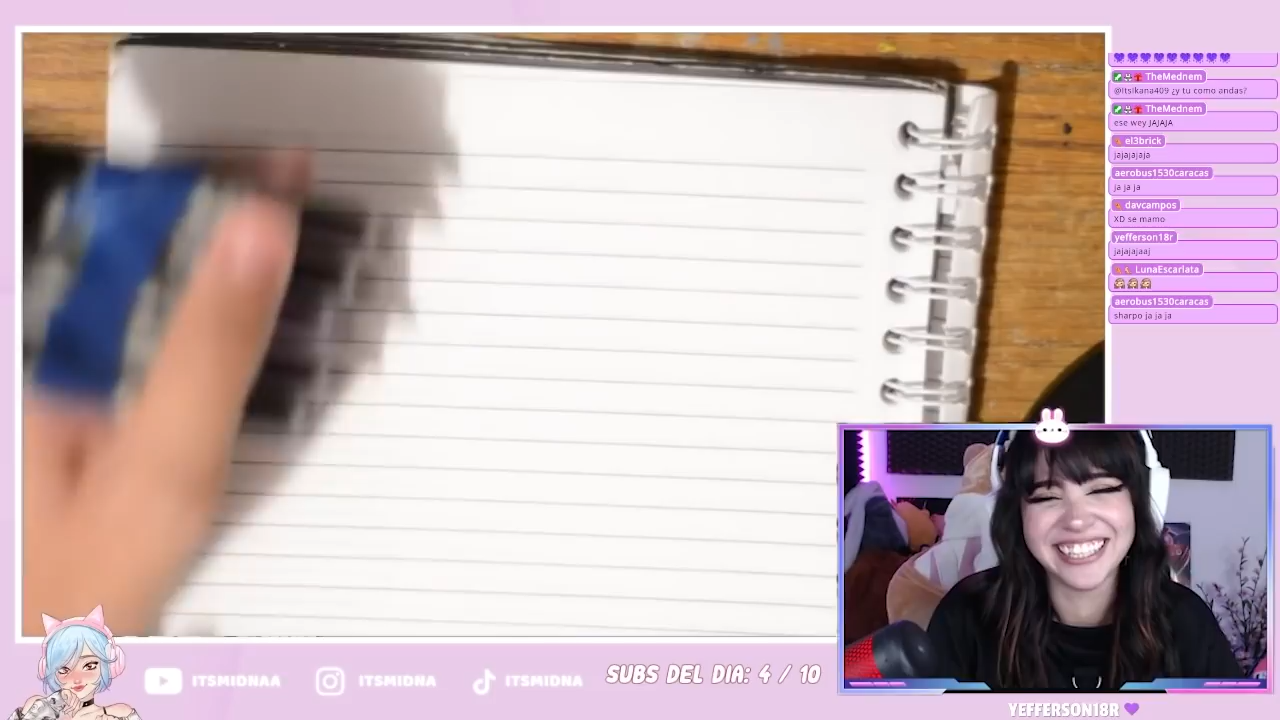 TheMednem
@ItsIkana409 ¿y tu como andas?
TheMednem
ese wey JAJAJA
el3brick
jajajajaja
aerobus1530caracas
ja ja ja
davcampos
XD se mamo
yefferson18r
jajajajaaj
LunaEscarlata
aerobus1530caracas
sharpo ja ja ja
ITSMIDNAA
ITSMIDNA
ITSMIDNA
SUBS DEL DIA: 4 / 10
YEFFERSON18R